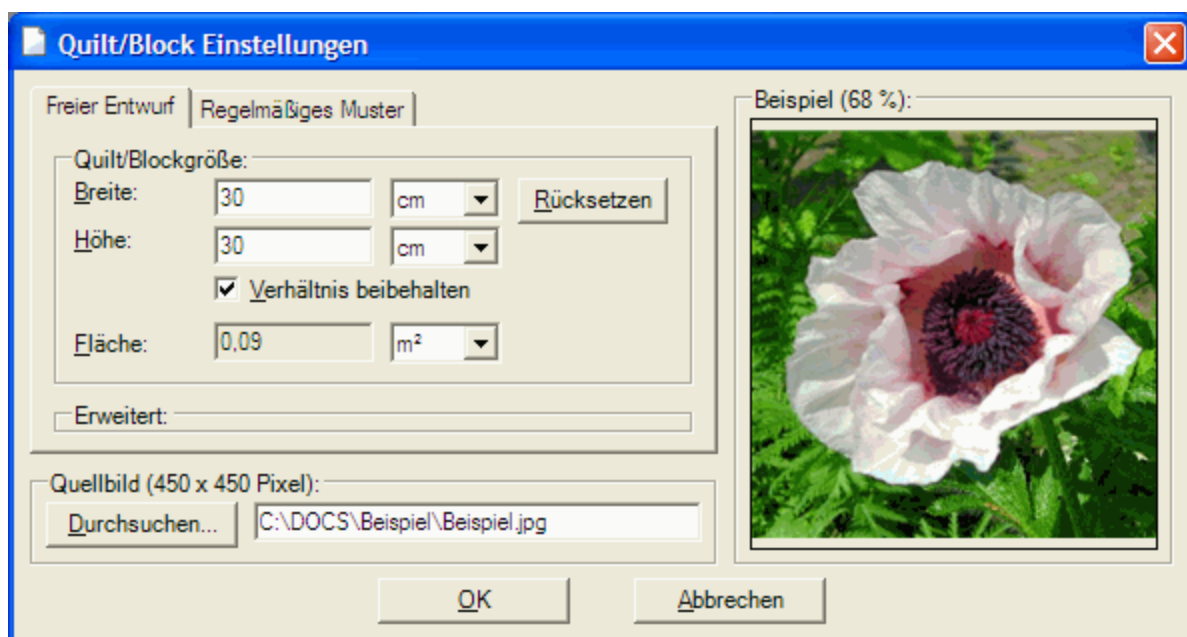 Quilt/Block Einstellungen
Freier Entwurf
Regelmäßiges Muster
Quilt/Blockgröße:
Breite:
30
cm
Rücksetzen
Höhe:
30
cm
Verhältnis beibehalten
Fläche:
0,09
m²
Erweitert:
Quellbild (450 x 450 Pixel):
Durchsuchen...
C:\DOCS\Beispiel\Beispiel.jpg
Beispiel (68 %):
OK
Abbrechen